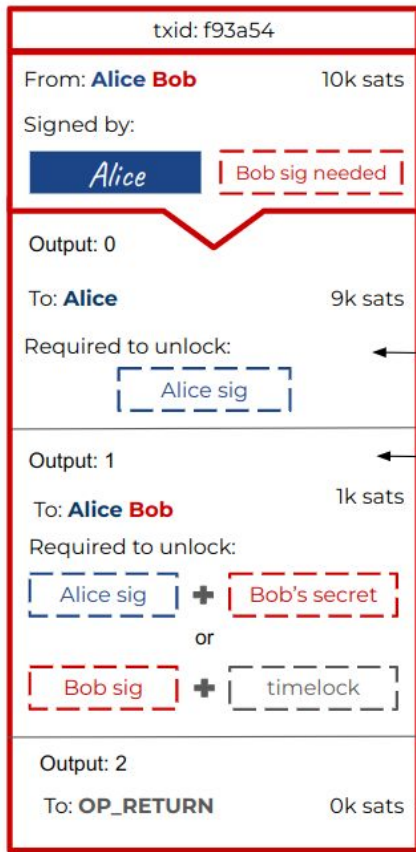 txid: f93a54
From: Alice Bob 10k sats
Signed by:
Alice Bob sig needed
Output: 0
To: Alice 9k sats
Required to unlock:
Alice sig
Output: 1
1k sats
To: Alice Bob
Required to unlock:
Alice sig + Bob's secret
or
Bob sig + timelock
Output: 2
To: OP_RETURN 0k sats